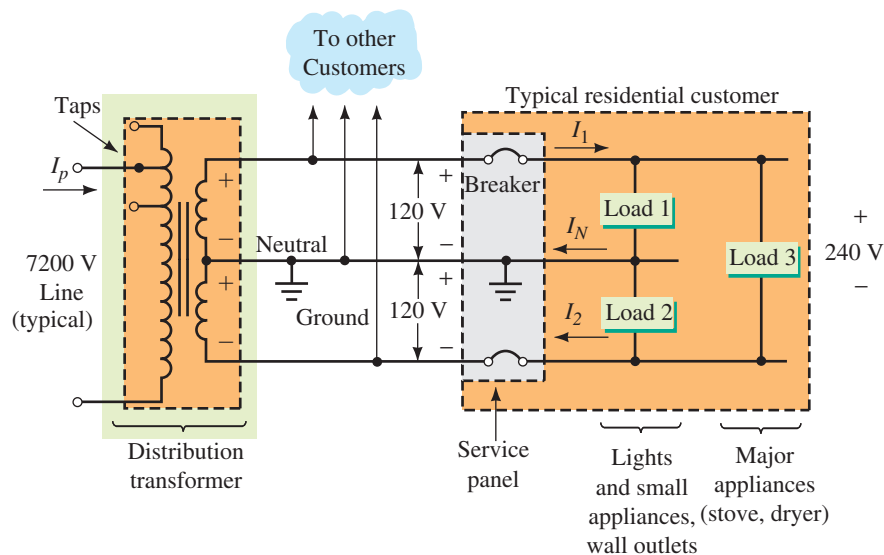 To other
Customers
Taps
Typical residential customer
I₁
Iₚ
+
+
Breaker
Load 1
120 V
+
−
Neutral
−
I_N
7200 V
Line
(typical)
Load 3
240 V
+
+
Ground
120 V
I₂
Load 2
−
−
−
Distribution
transformer
Service
panel
Lights
and small
appliances,
wall outlets
Major
appliances
(stove, dryer)